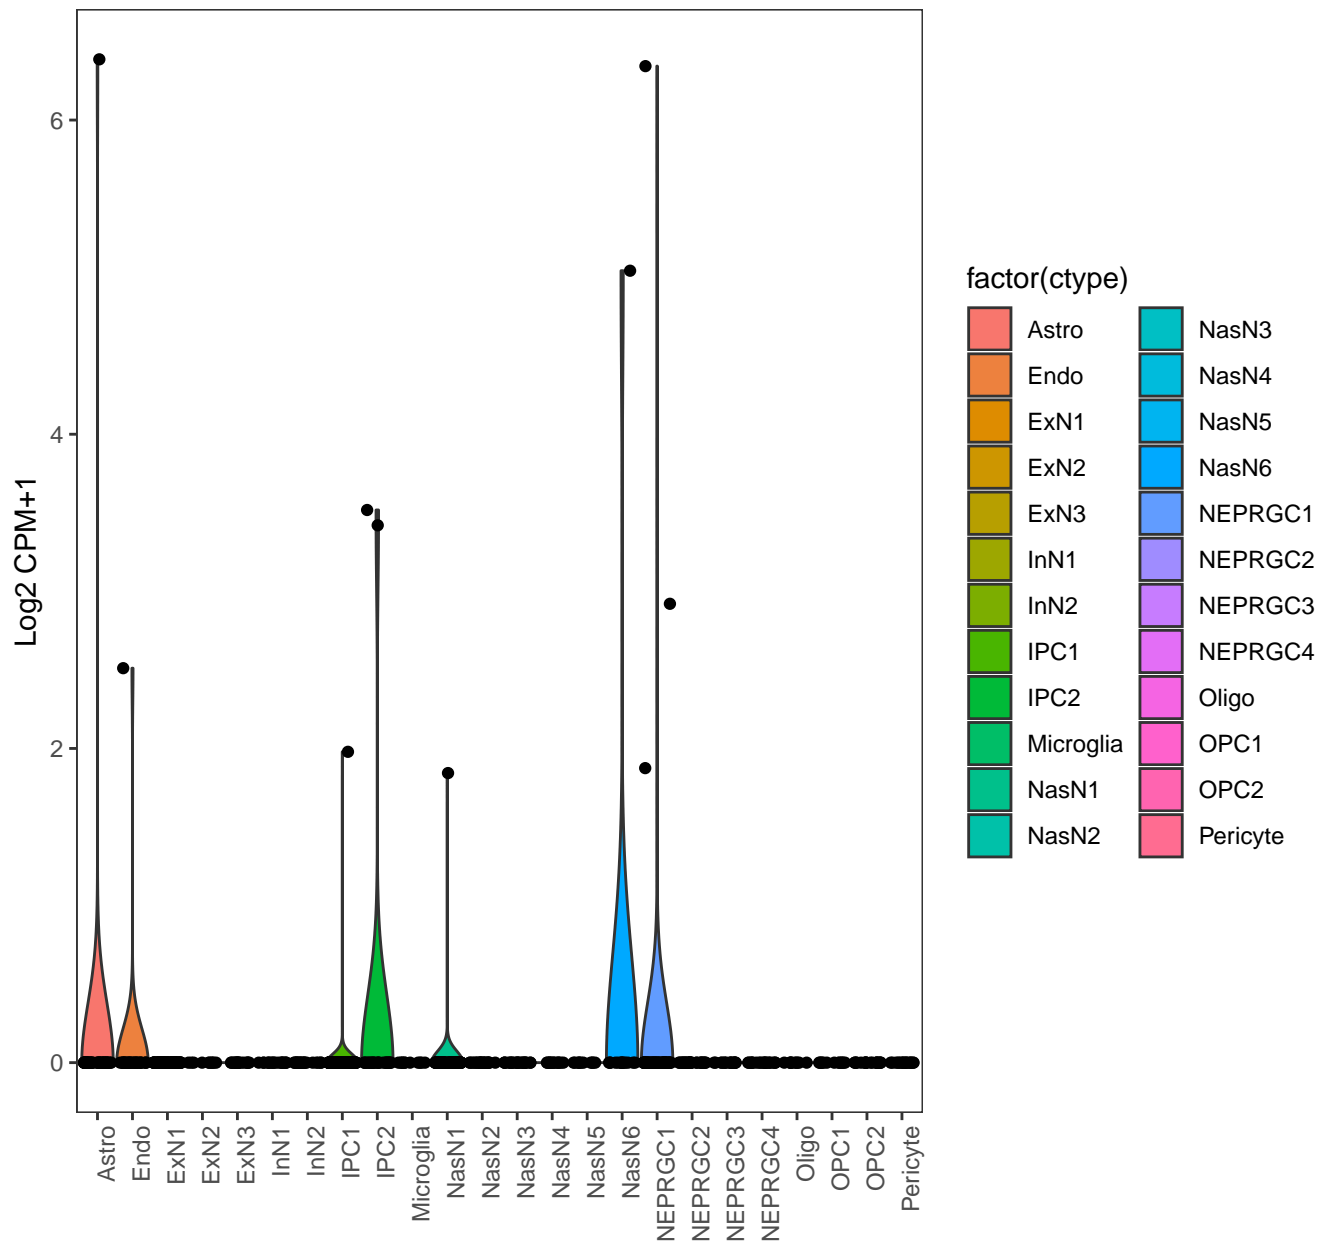 6
4
2
0
Log2 CPM+1
Astro
Endo
ExN1
ExN2
ExN3
InN1
InN2
IPC1
IPC2
Microglia
NasN1
NasN2
NasN3
NasN4
NasN5
NasN6
NEPRGC1
NEPRGC2
NEPRGC3
NEPRGC4
Oligo
OPC1
OPC2
Pericyte
factor(ctype)
Astro
Endo
ExN1
ExN2
ExN3
InN1
InN2
IPC1
IPC2
Microglia
NasN1
NasN2
NasN3
NasN4
NasN5
NasN6
NEPRGC1
NEPRGC2
NEPRGC3
NEPRGC4
Oligo
OPC1
OPC2
Pericyte